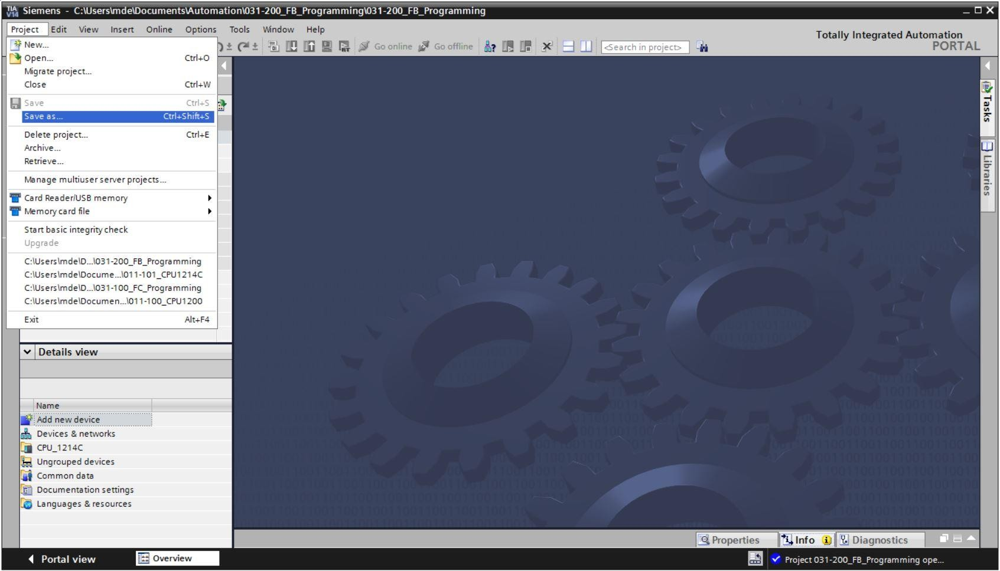 TIA
V14
Siemens - C:\Users\mde\Documents\Automation\031-200_FB_Programming\031-200_FB_Programming
Project Edit View Insert Online Options Tools Window Help
Totally Integrated Automation
PORTAL
Go online Go offline <Search in project>
New...
Open... Ctrl+O
Migrate project...
Close Ctrl+W
Save Ctrl+S
Save as... Ctrl+Shift+S
Delete project... Ctrl+E
Archive...
Retrieve...
Manage multiuser server projects...
Card Reader/USB memory
Memory card file
Start basic integrity check
Upgrade
C:\Users\mde\D...\031-200_FB_Programming
C:\Users\mde\Docume...\011-101_CPU1214C
C:\Users\mde\D...\031-100_FC_Programming
C:\Users\mde\Documen...\011-100_CPU1200
Exit Alt+F4
Tasks
Libraries
Details view
Name
Add new device
Devices & networks
CPU_1214C
Ungrouped devices
Common data
Documentation settings
Languages & resources
Properties Info Diagnostics
Portal view Overview
Project 031-200_FB_Programming ope...